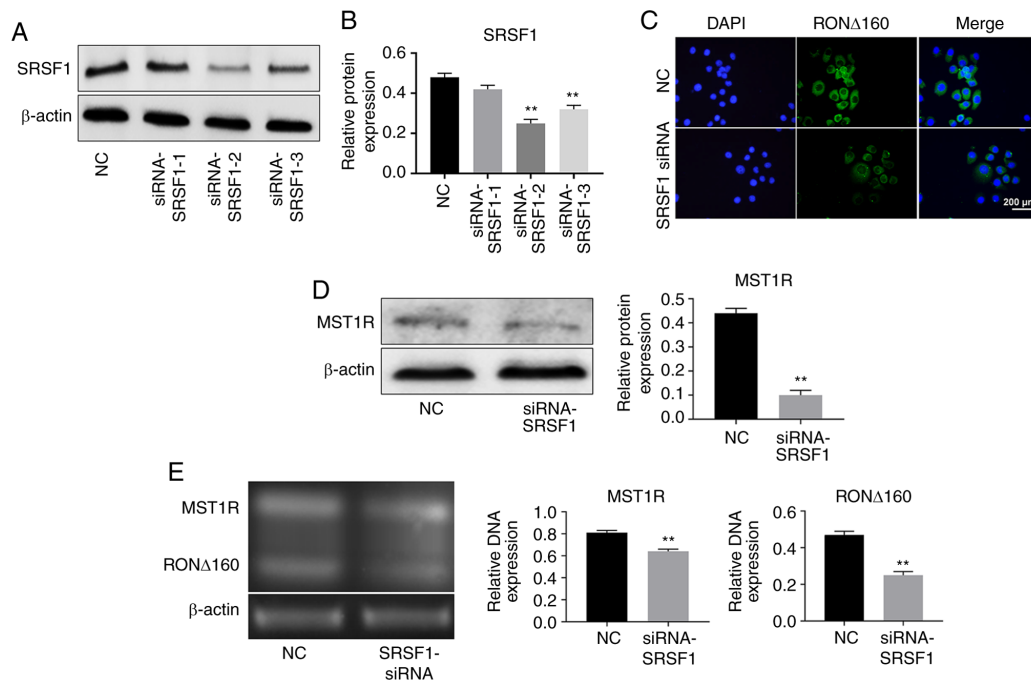 A
SRSF1
β-actin
NC
siRNA-
SRSF1-1
siRNA-
SRSF1-2
siRNA-
SRSF1-3
B
SRSF1
Relative protein
expression
0.6
0.4
0.2
0.0
**
**
NC
siRNA-
SRSF1-1
siRNA-
SRSF1-2
siRNA-
SRSF1-3
C
DAPI
RONΔ160
Merge
NC
SRSF1 siRNA
200 µm
D
MST1R
β-actin
NC
siRNA-
SRSF1
MST1R
Relative protein
expression
0.5
0.4
0.3
0.2
0.1
0.0
**
NC
siRNA-
SRSF1
E
MST1R
RONΔ160
β-actin
NC
SRSF1-
siRNA
MST1R
Relative DNA
expression
1.0
0.8
0.6
0.4
0.2
0.0
**
NC
siRNA-
SRSF1
RONΔ160
Relative DNA
expression
0.6
0.4
0.2
0.0
**
NC
siRNA-
SRSF1